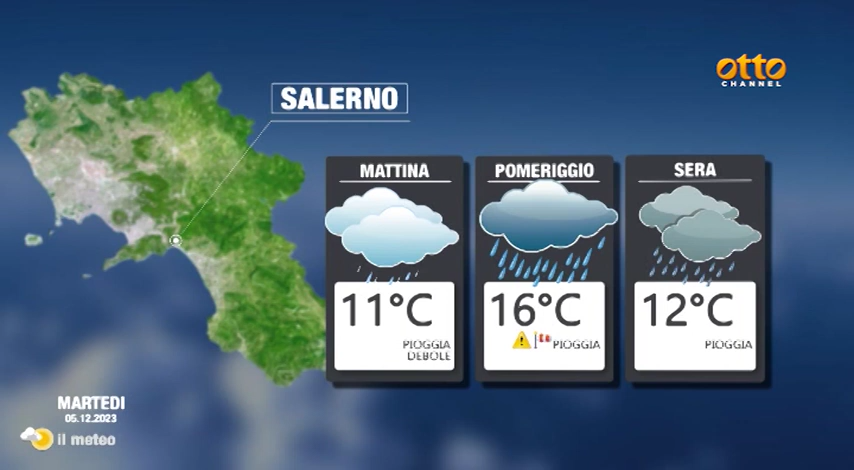 otto
CHANNEL
SALERNO
MATTINA
11°C
PIOGGIA
DEBOLE
POMERIGGIO
16°C
PIOGGIA
SERA
12°C
PIOGGIA
MARTEDI
05.12.2023
il meteo